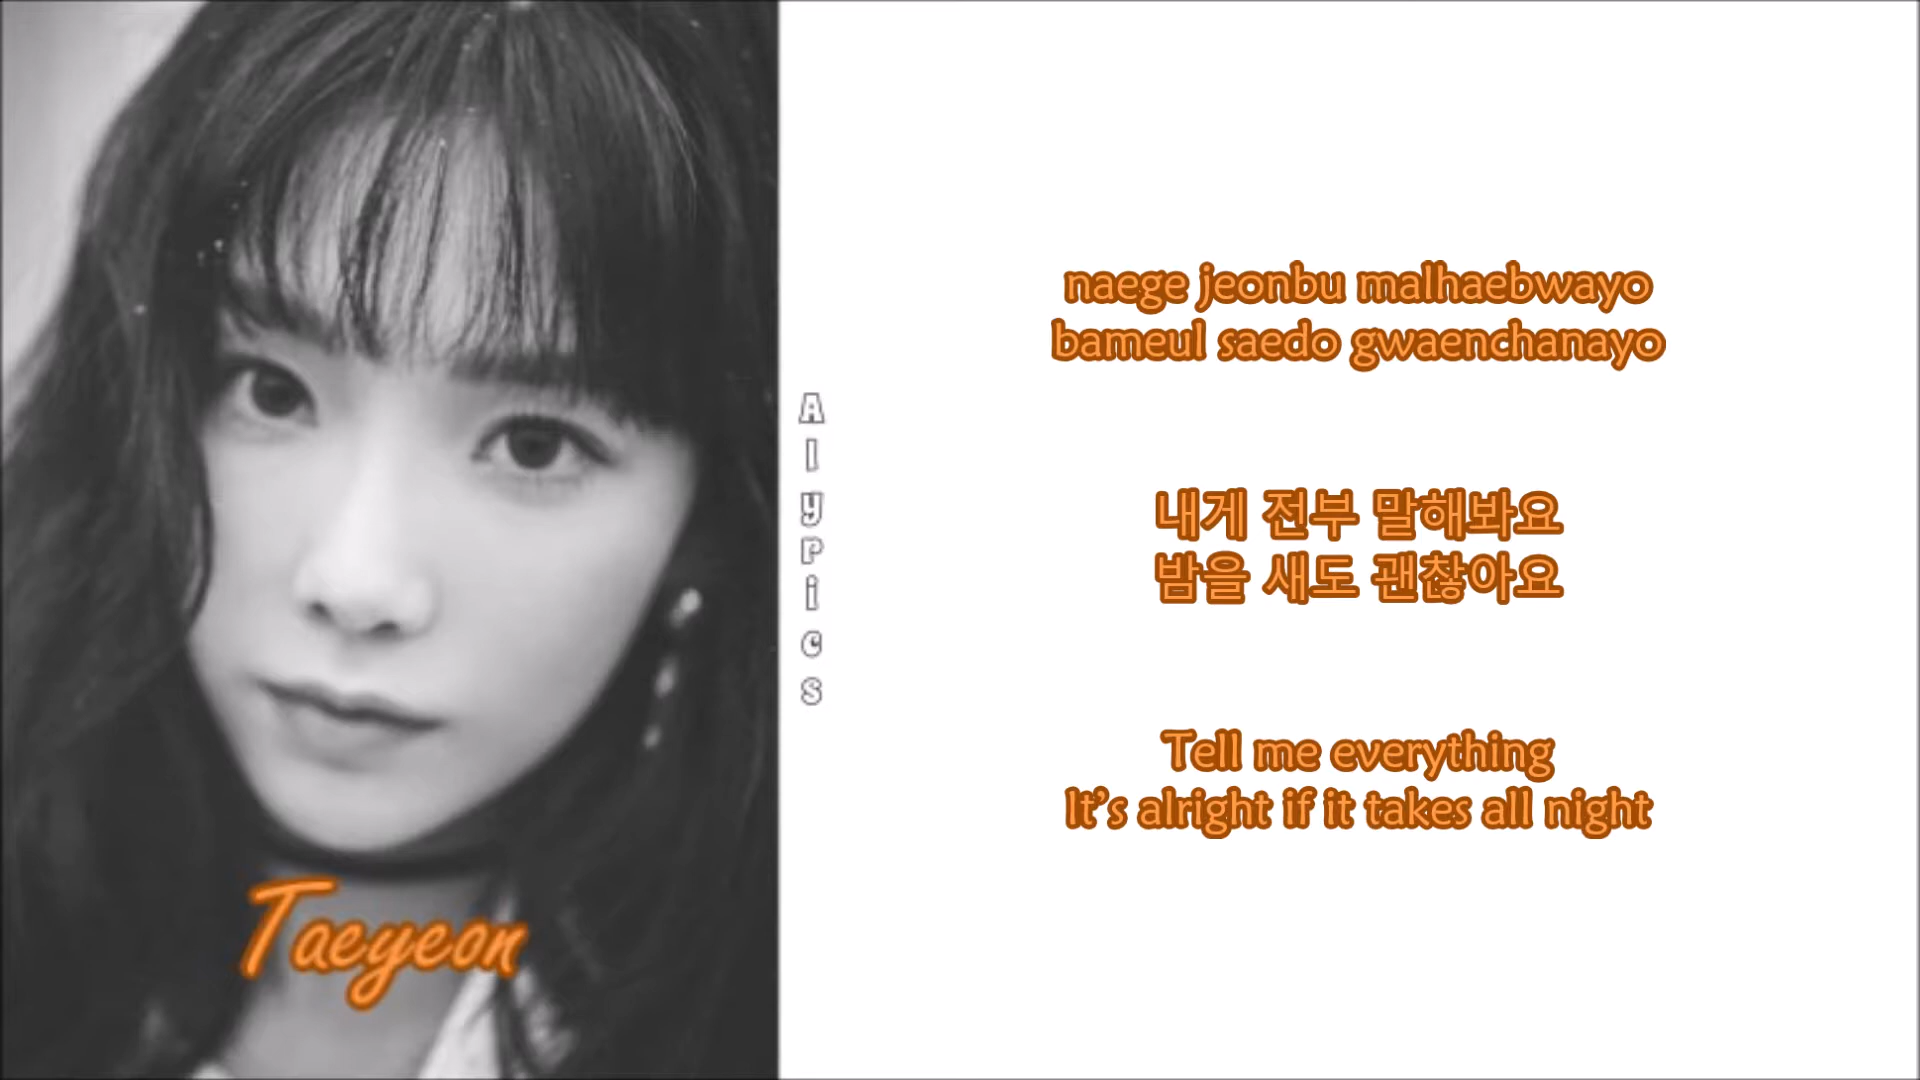 Taeyeon
Alypics
naege jeonbu malhaebwayo
bameul saedo gwaenchanayo
내게 전부 말해봐요
밤을 새도 괜찮아요
Tell me everything
It's alright if it takes all night